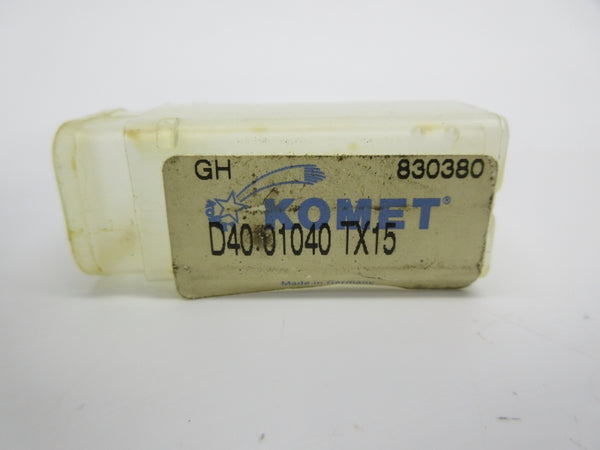 GH 830380
KOMET®
D40 01040 TX15
Made in Germany